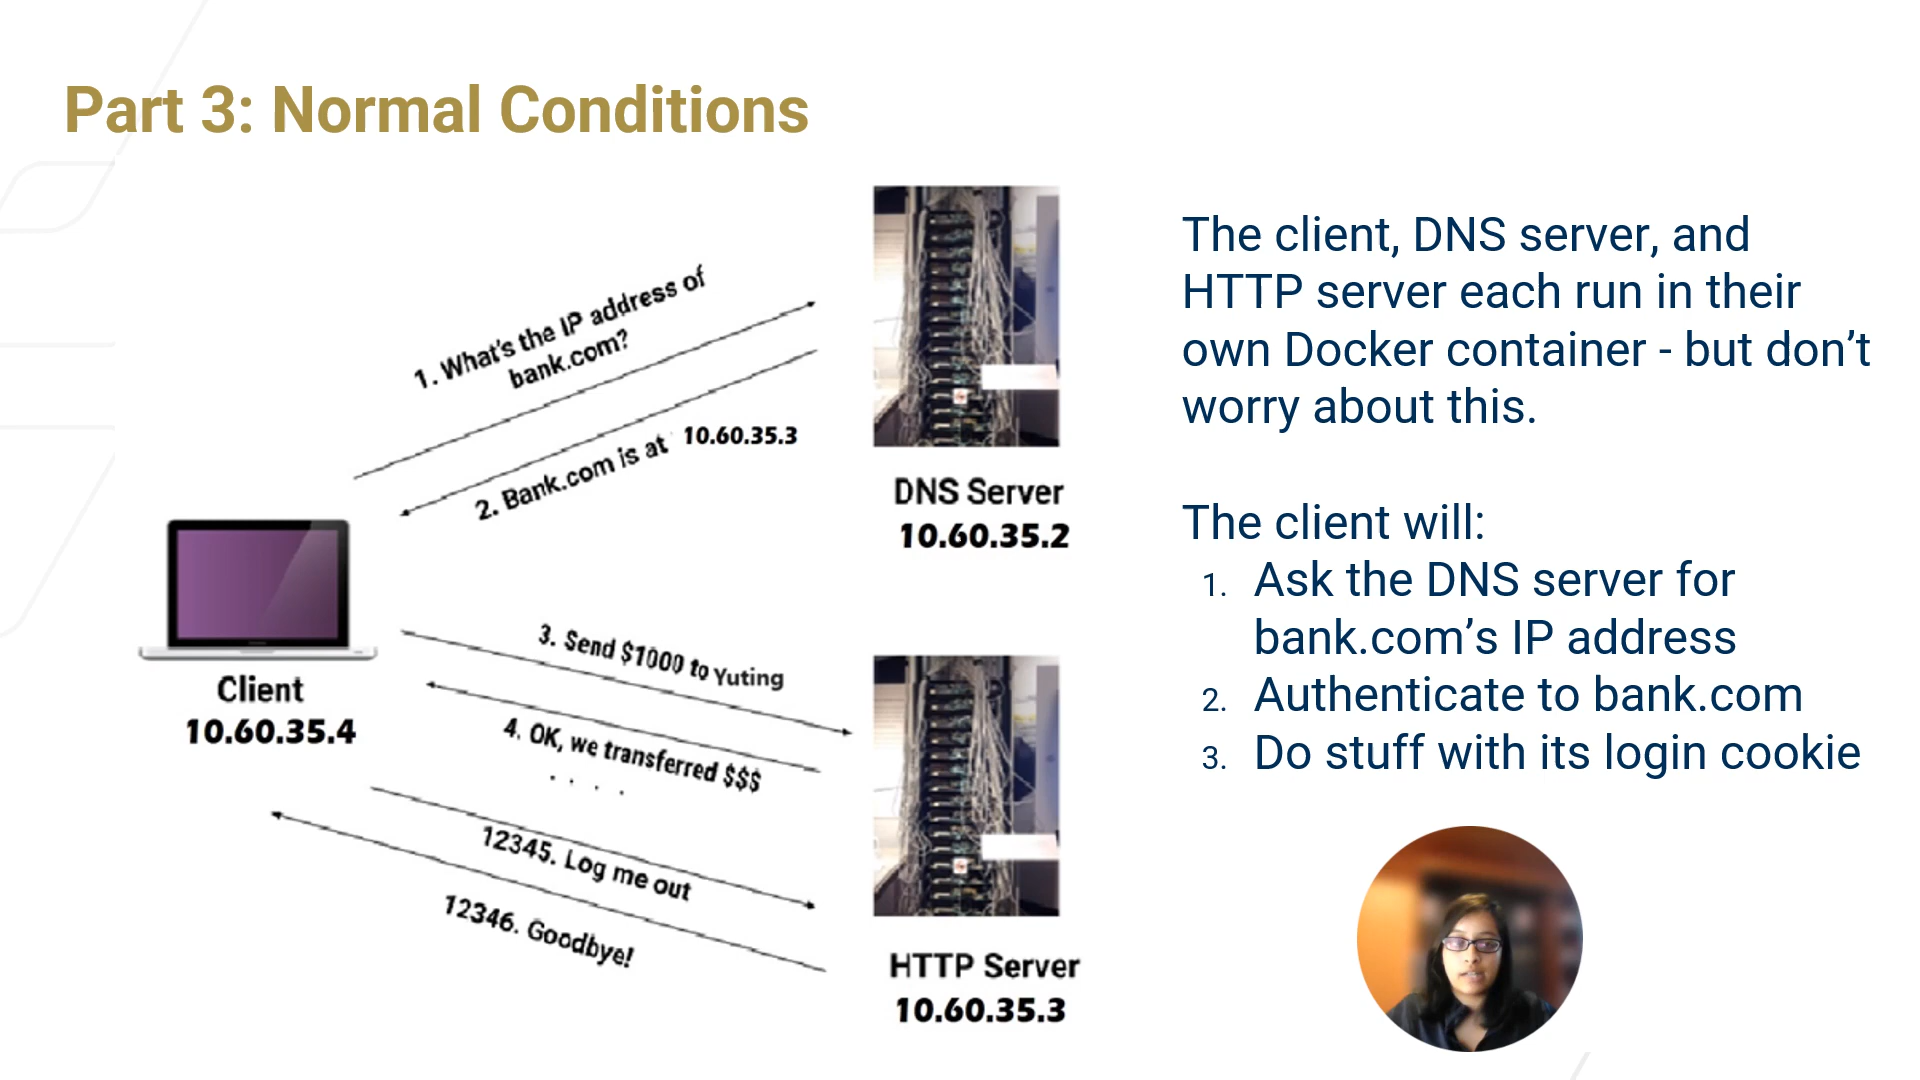 Part 3: Normal Conditions
1. What's the IP address of
bank.com?
2. Bank.com is at 10.60.35.3
DNS Server
10.60.35.2
Client
10.60.35.4
3. Send $1000 to Yuting
4. OK, we transferred $$$
. . . .
12345. Log me out
12346. Goodbye!
HTTP Server
10.60.35.3
The client, DNS server, and
HTTP server each run in their
own Docker container - but don’t
worry about this.
The client will:
1. Ask the DNS server for
bank.com’s IP address
2. Authenticate to bank.com
3. Do stuff with its login cookie